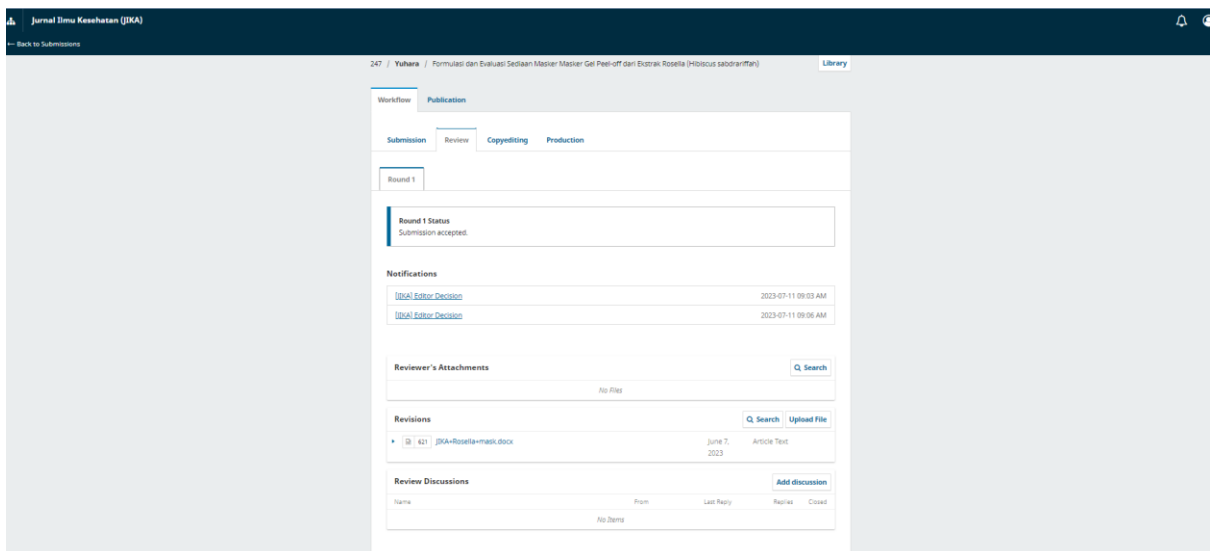 Jurnal Ilmu Kesehatan (JIKA)
← Back to Submissions
247 / Yuhara / Formulasi dan Evaluasi Sediaan Masker Masker Gel Peel-off dari Ekstrak Rosella (Hibiscus sabdrariffah)
Library
Workflow Publication
Submission Review Copyediting Production
Round 1
Round 1 Status
Submission accepted.
Notifications
[JIKA] Editor Decision 2023-07-11 09:03 AM
[JIKA] Editor Decision 2023-07-11 09:06 AM
Reviewer's Attachments Search
No Files
Revisions Search Upload File
621 JIKA+Rosella+mask.docx June 7, 2023 Article Text
Review Discussions Add discussion
Name From Last Reply Replies Closed
No Items